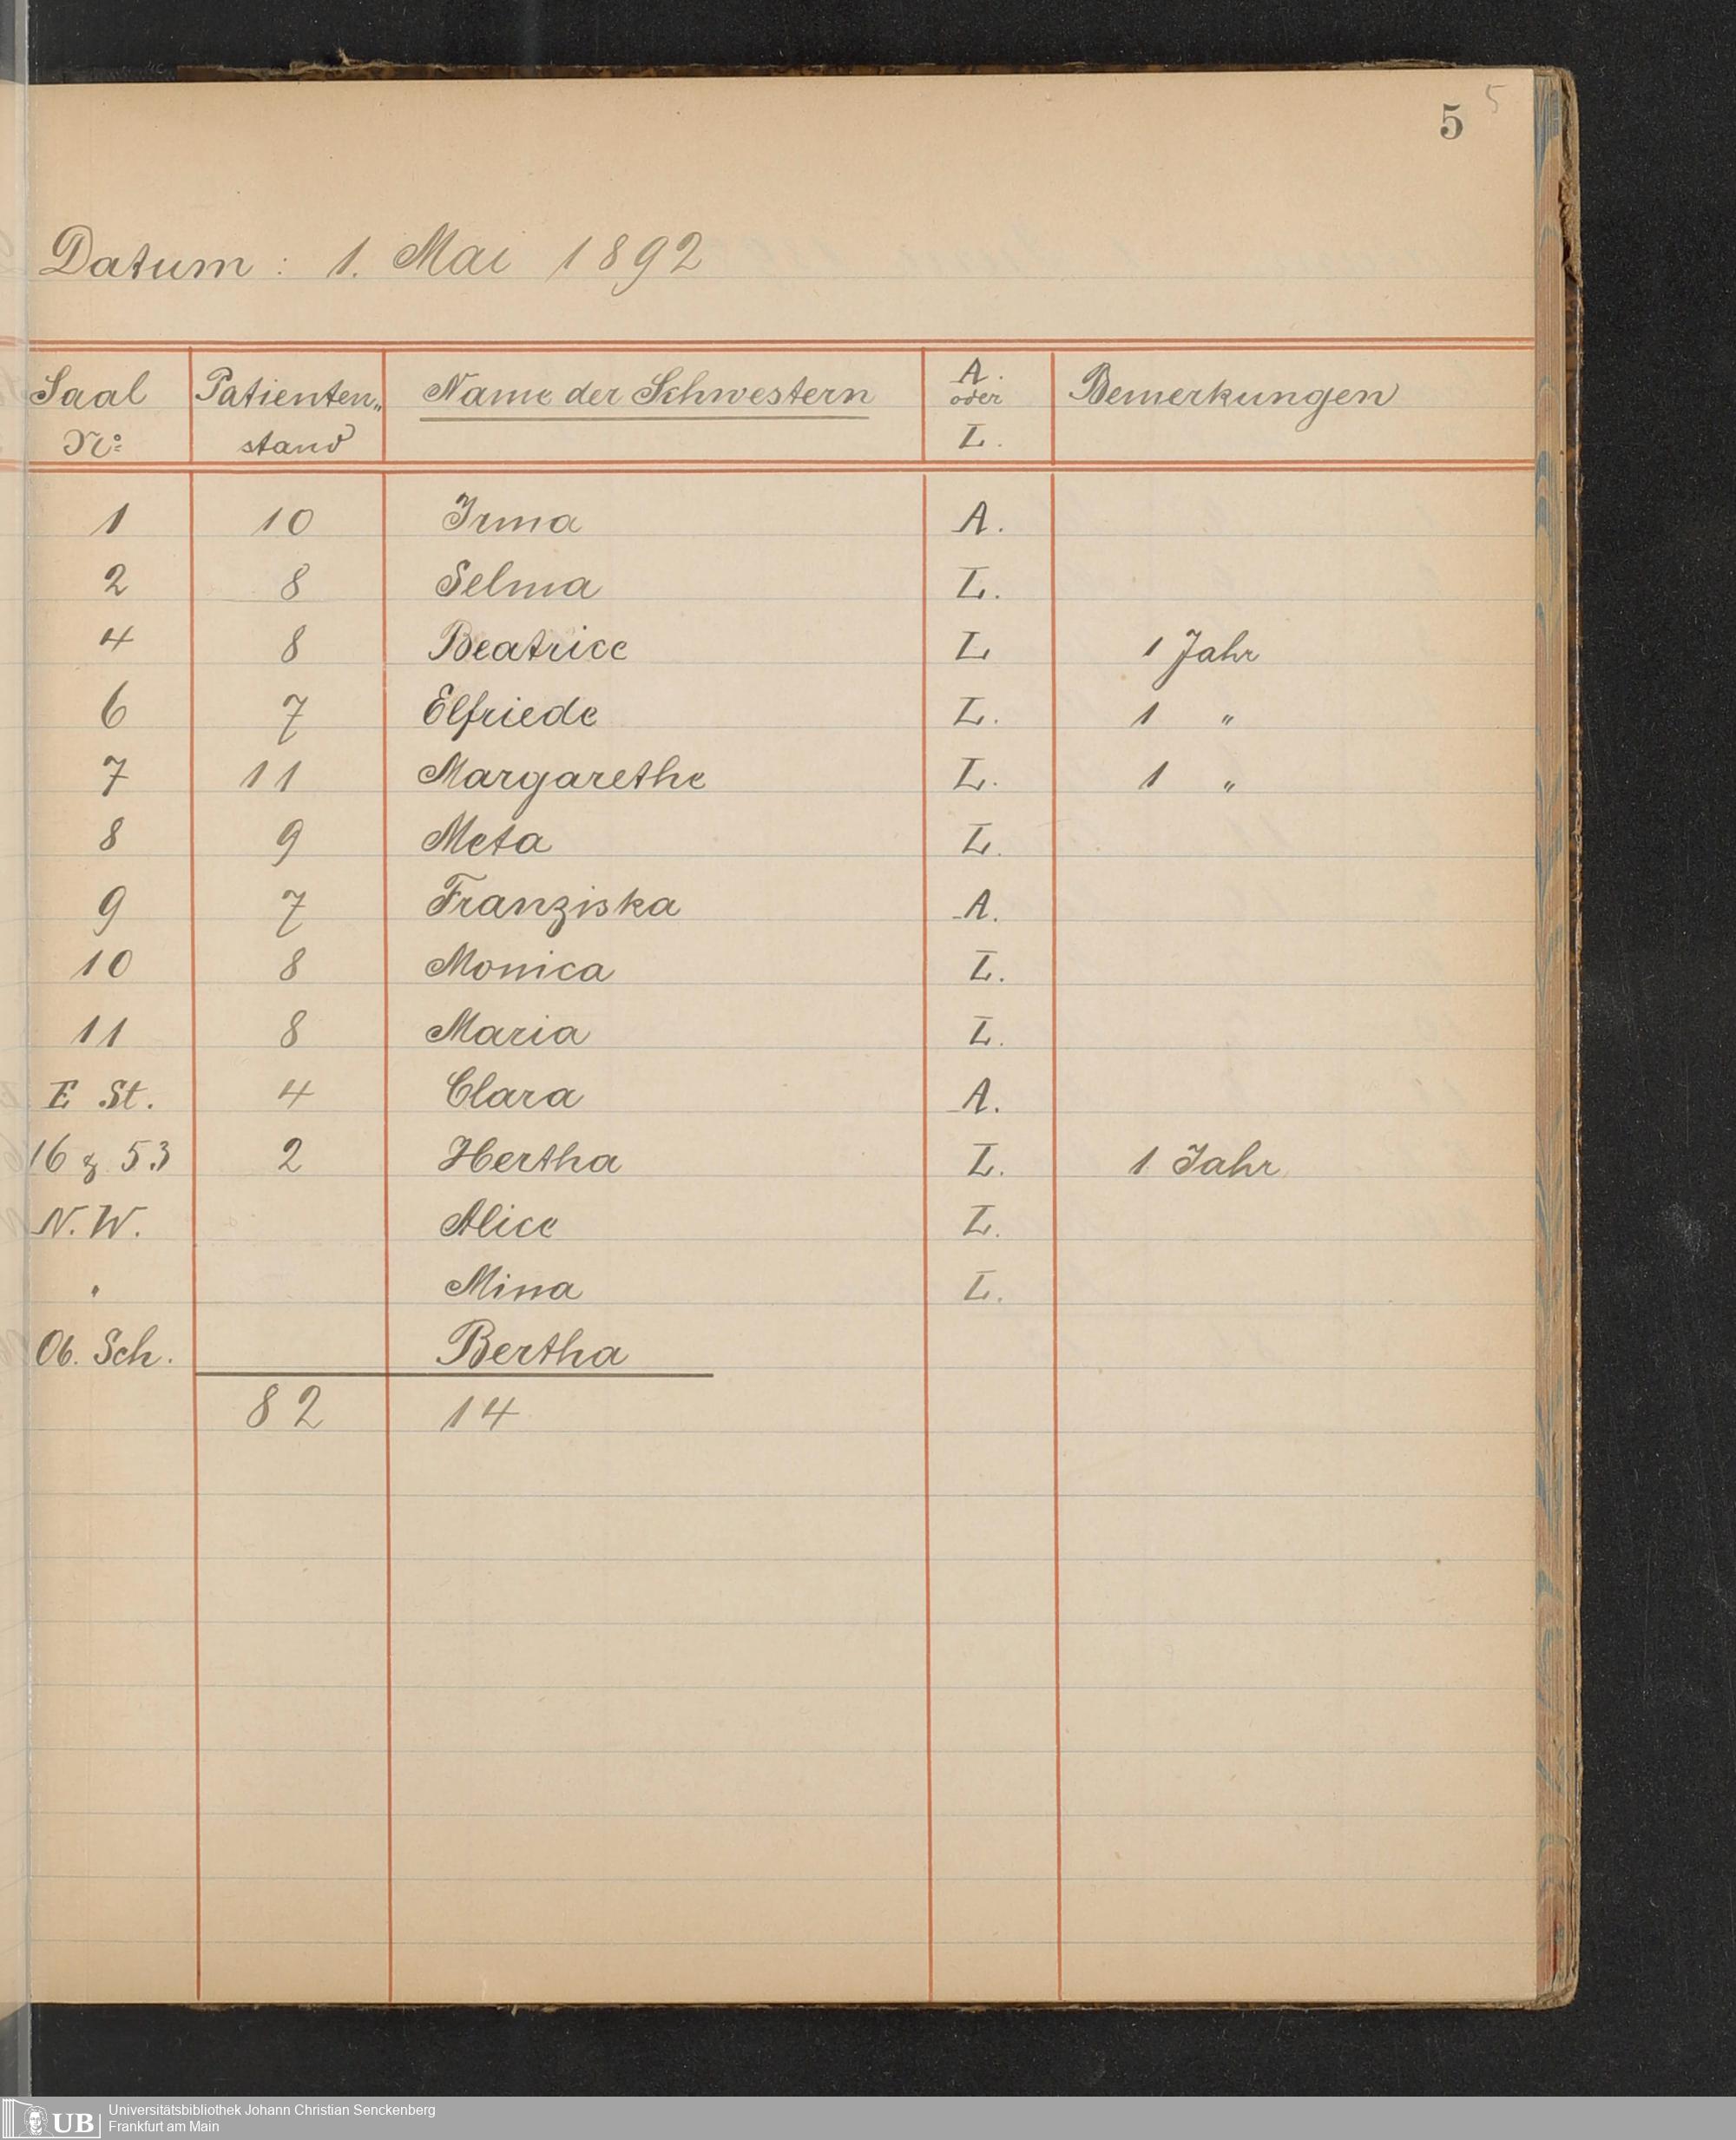 5 5
Datum : 1. Mai 1892
Saal Patienten„ Name der Schwestern A. Bemerkungen
oder
No: stand L.
1 10 Irma A.
2 8 Selma L.
4 8 Beatrice L 1 Jahr
6 7 Elfriede L. 1 „
7 11 Margarethe L. 1 „
8 9 Meta L.
9 7 Franziska A.
10 8 Monica L.
11 8 Maria L.
E St. 4 Clara A.
16 & 53 2 Hertha L. 1 Jahr
N. W. Alice L.
" Mina L.
Ob. Sch. Bertha
82 14
UB Universitätsbibliothek Johann Christian Senckenberg
Frankfurt am Main